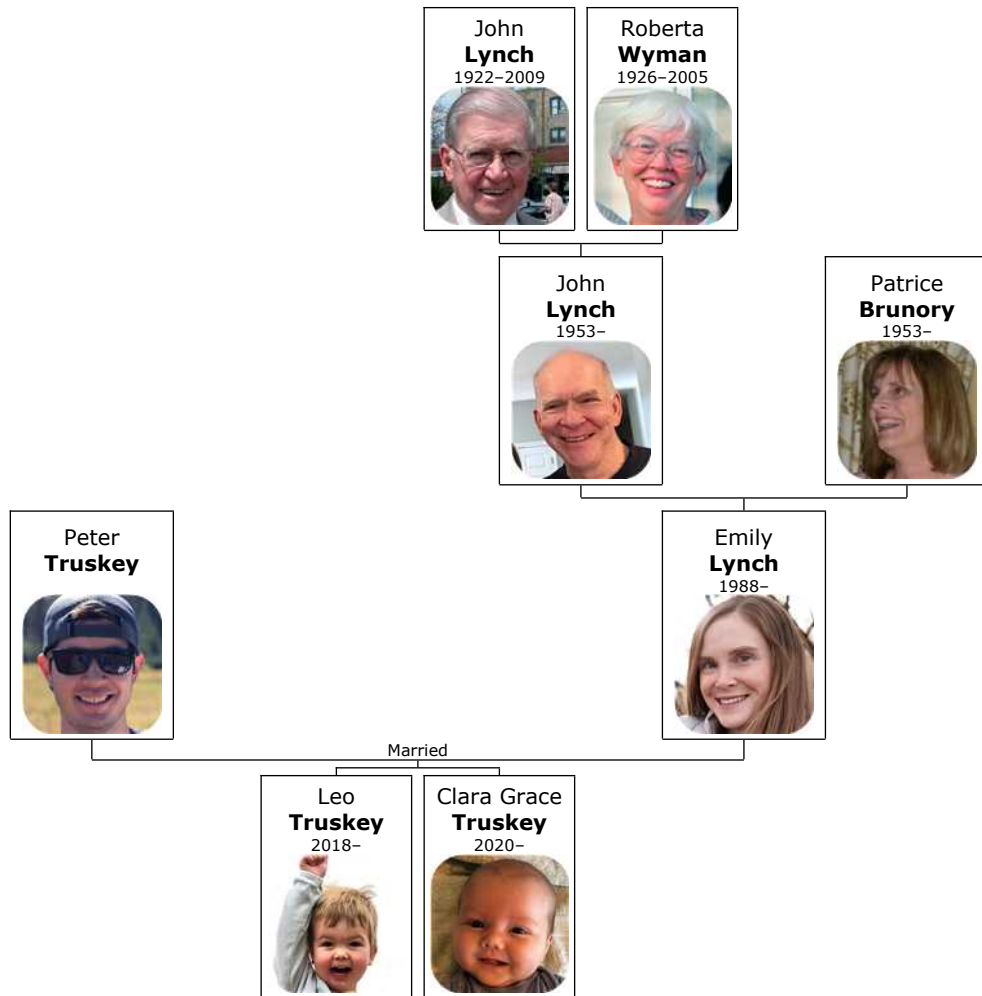 John
Lynch
1922–2009
Roberta
Wyman
1926–2005
John
Lynch
1953–
Patrice
Brunory
1953–
Peter
Truskey
Emily
Lynch
1988–
Married
Leo
Truskey
2018–
Clara Grace
Truskey
2020–